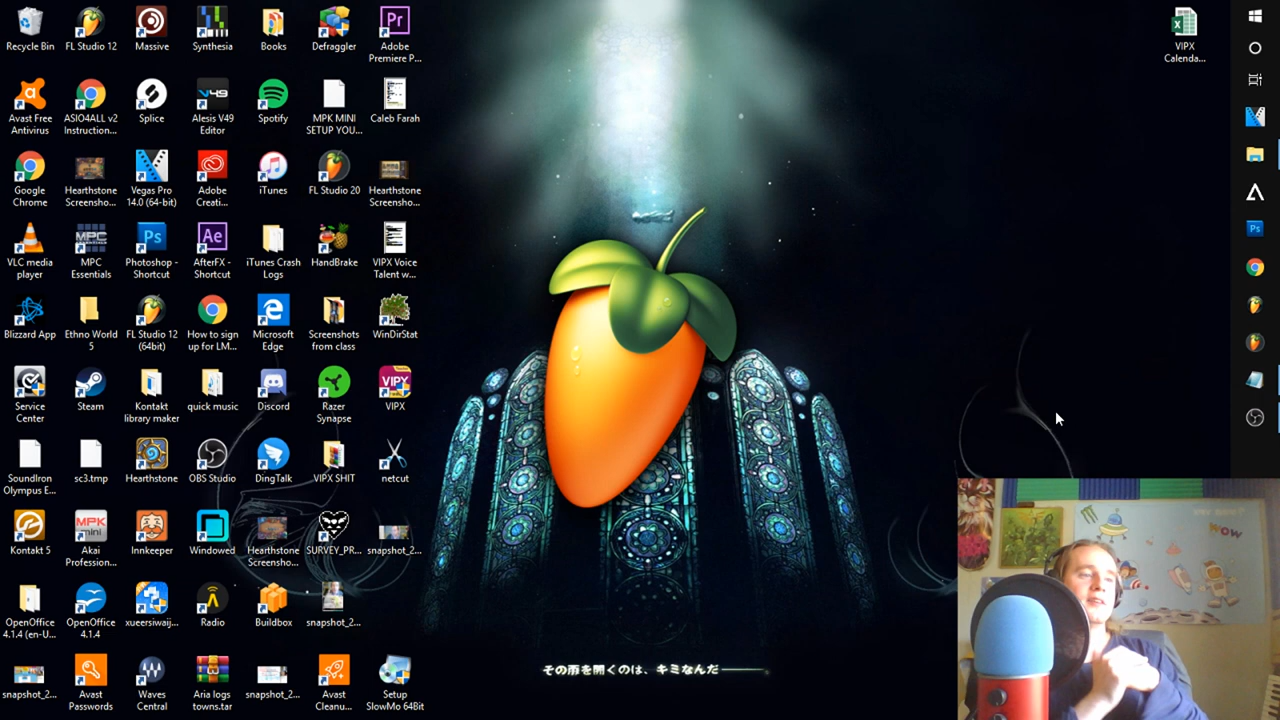 Recycle Bin
FL Studio 12
Massive
Synthesia
Books
Defraggler
Adobe
Premiere P...
VIPX
Calenda...
Avast Free
Antivirus
ASIO4ALL v2
Instruction...
Splice
Alesis V49
Editor
Spotify
MPK MINI
SETUP YOU...
Caleb Farah
Google
Chrome
Hearthstone
Screensho...
Vegas Pro
14.0 (64-bit)
Adobe
Creati...
iTunes
FL Studio 20
Hearthstone
Screensho...
VLC media
player
MPC
Essentials
Photoshop -
Shortcut
AfterFX -
Shortcut
iTunes Crash
Logs
HandBrake
VIPX Voice
Talent w...
Blizzard App
Ethno World
5
FL Studio 12
(64bit)
How to sign
up for LM...
Microsoft
Edge
Screenshots
from class
WinDirStat
Service
Center
Steam
Kontakt
library maker
quick music
Discord
Razer
Synapse
VIPX
SoundIron
Olympus E...
sc3.tmp
Hearthstone
OBS Studio
DingTalk
VIPX SHIT
netcut
Kontakt 5
Akai
Profession...
Innkeeper
Windowed
Hearthstone
Screensho...
SURVEY_PR...
snapshot_2...
OpenOffice
4.1.4 (en-U...
OpenOffice
4.1.4
xueersiwaij...
Radio
Buildbox
snapshot_2...
snapshot_2...
Avast
Passwords
Waves
Central
Aria logs
towns.tar
snapshot_2...
Avast
Cleanu...
Setup
SlowMo 64Bit
その扉を開くのは、キミなんだ
WOW